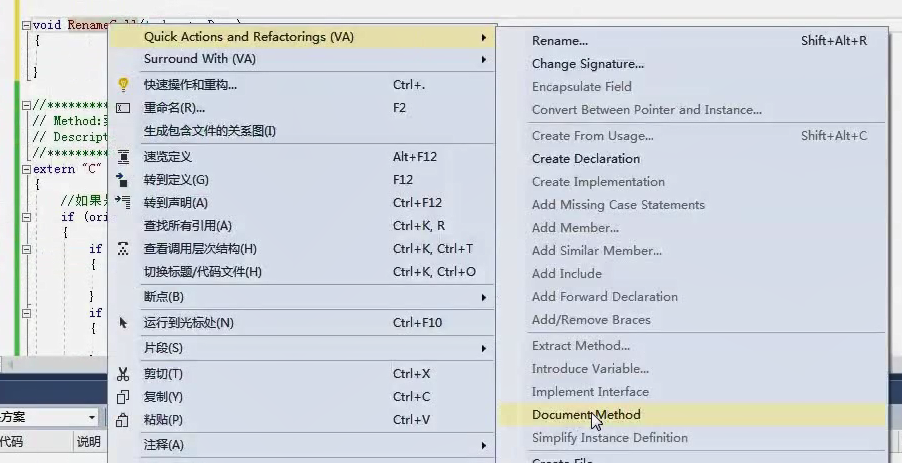 void
{
Quick Actions and Refactorings (VA)
Surround With (VA)
快速操作和重构... Ctrl+.
重命名(R)... F2
生成包含文件的关系图(I)
速览定义 Alt+F12
转到定义(G) F12
转到声明(A) Ctrl+F12
查找所有引用(A) Ctrl+K, R
查看调用层次结构(H) Ctrl+K, Ctrl+T
切换标题/代码文件(H) Ctrl+K, Ctrl+O
断点(B)
运行到光标处(N) Ctrl+F10
片段(S)
剪切(T) Ctrl+X
复制(Y) Ctrl+C
粘贴(P) Ctrl+V
注释(A)
Rename... Shift+Alt+R
Change Signature...
Encapsulate Field
Convert Between Pointer and Instance...
Create From Usage... Shift+Alt+C
Create Declaration
Create Implementation
Add Missing Case Statements
Add Member...
Add Similar Member...
Add Include
Add Forward Declaration
Add/Remove Braces
Extract Method...
Introduce Variable...
Implement Interface
Document Method
Simplify Instance Definition
Create File
}
//*********
// Method:
// Descript
//*********
extern "C"
{
//如果
if (ori
{
if
{
}
if
{
方案
代码 说明